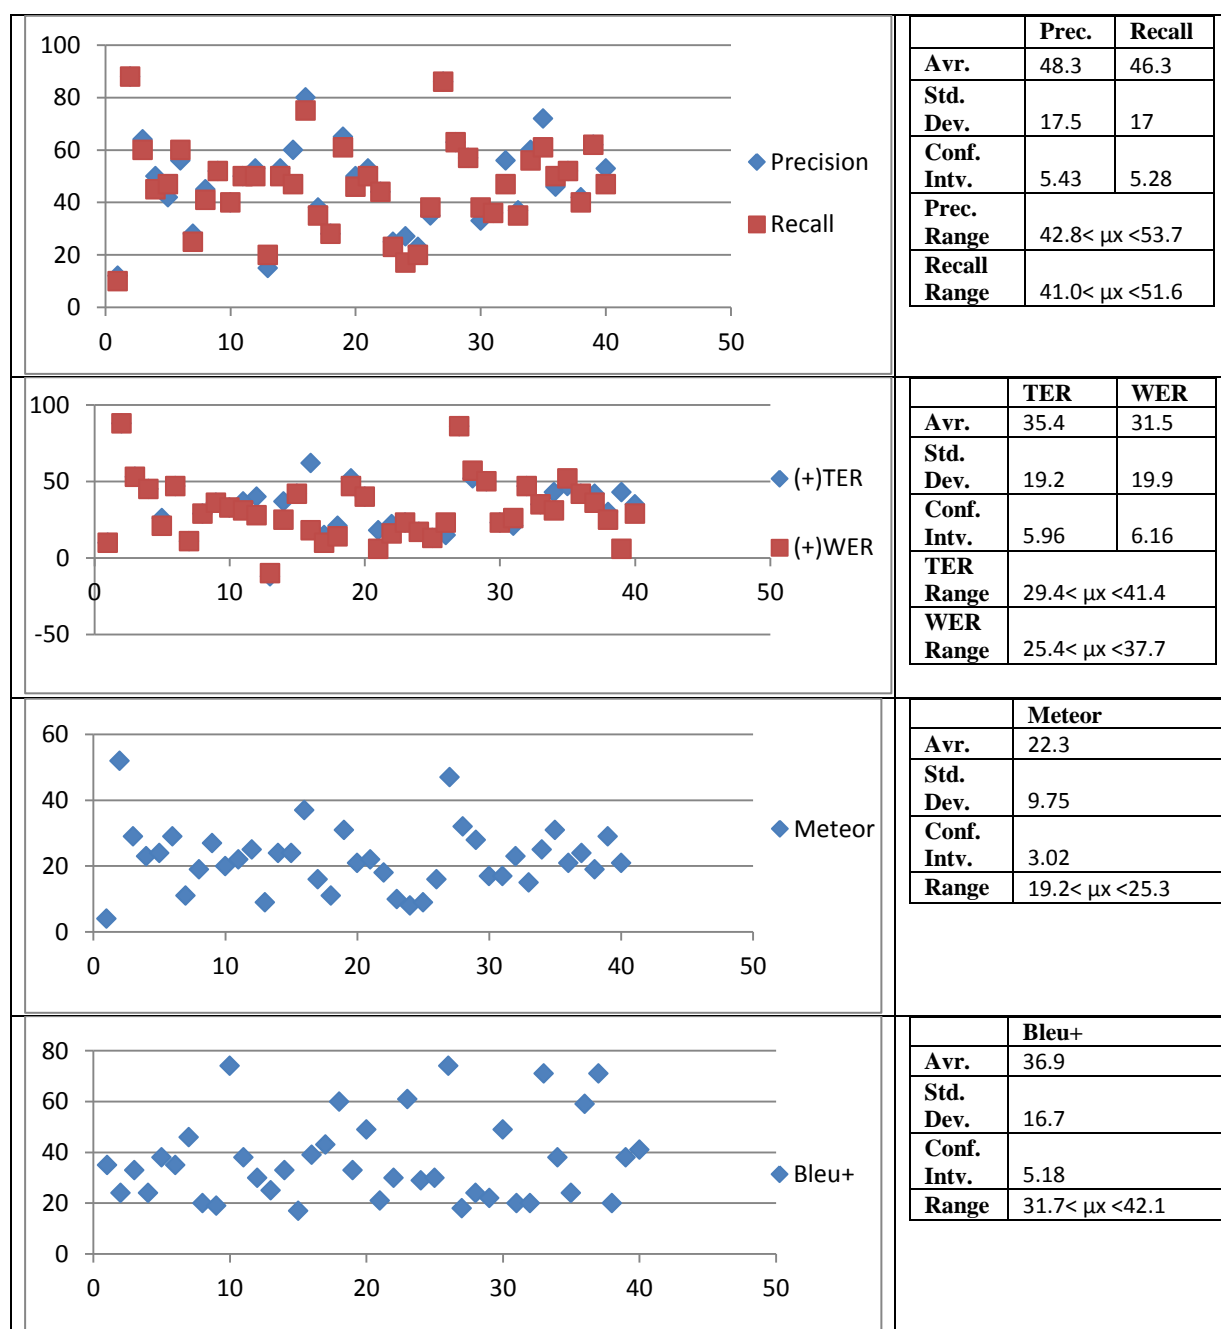 100
80
60
40
20
0
0 10 20 30 40 50
Precision
Recall
Prec. Recall
Avr. 48.3 46.3
Std.
Dev. 17.5 17
Conf.
Intv. 5.43 5.28
Prec.
Range 42.8< µx <53.7
Recall
Range 41.0< µx <51.6
100
50
0
-50
0 10 20 30 40 50
(+)TER
(+)WER
TER WER
Avr. 35.4 31.5
Std.
Dev. 19.2 19.9
Conf.
Intv. 5.96 6.16
TER
Range 29.4< µx <41.4
WER
Range 25.4< µx <37.7
60
40
20
0
0 10 20 30 40 50
Meteor
Meteor
Avr. 22.3
Std.
Dev. 9.75
Conf.
Intv. 3.02
Range 19.2< µx <25.3
80
60
40
20
0
0 10 20 30 40 50
Bleu+
Bleu+
Avr. 36.9
Std.
Dev. 16.7
Conf.
Intv. 5.18
Range 31.7< µx <42.1